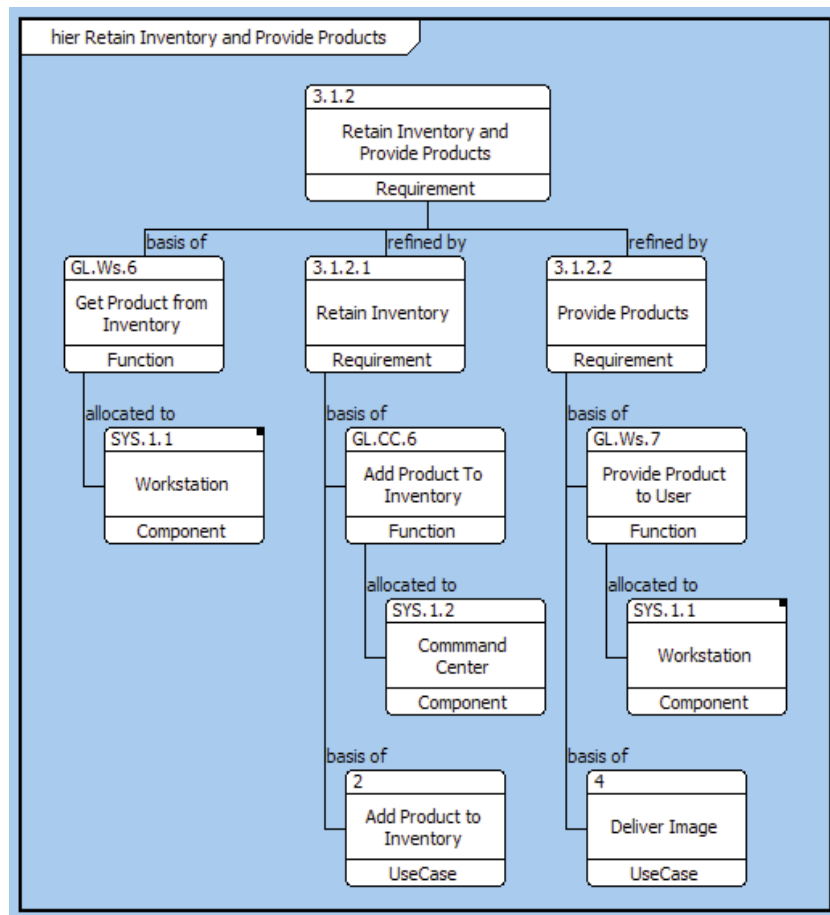 hier Retain Inventory and Provide Products
3.1.2
Retain Inventory and
Provide Products
Requirement
basis of
refined by
refined by
GL.Ws.6
Get Product from
Inventory
Function
3.1.2.1
Retain Inventory
Requirement
3.1.2.2
Provide Products
Requirement
allocated to
SYS.1.1
Workstation
Component
basis of
GL.CC.6
Add Product To
Inventory
Function
basis of
GL.Ws.7
Provide Product
to User
Function
allocated to
SYS.1.2
Commmand
Center
Component
allocated to
SYS.1.1
Workstation
Component
basis of
2
Add Product to
Inventory
UseCase
basis of
4
Deliver Image
UseCase